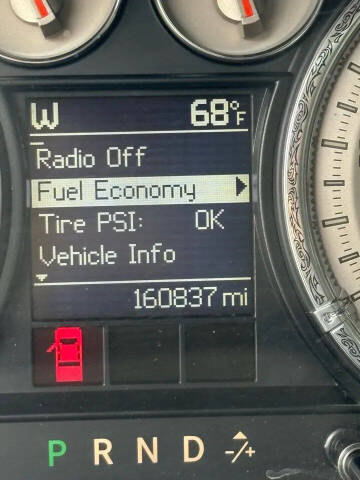 W 68°F
Radio Off
Fuel Economy
Tire PSI: OK
Vehicle Info
160837 mi
P R N D -/+